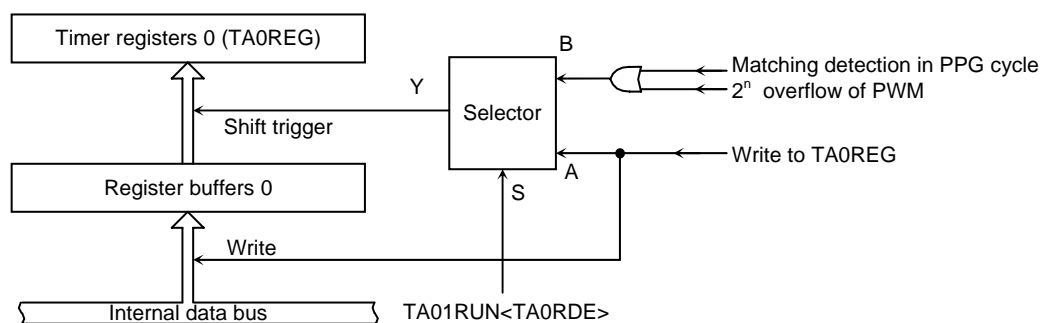 Timer registers 0 (TA0REG)
B
Matching detection in PPG cycle
Y
2ⁿ overflow of PWM
Selector
Shift trigger
Write to TA0REG
A
Register buffers 0
S
Write
Internal data bus
TA01RUN<TA0RDE>